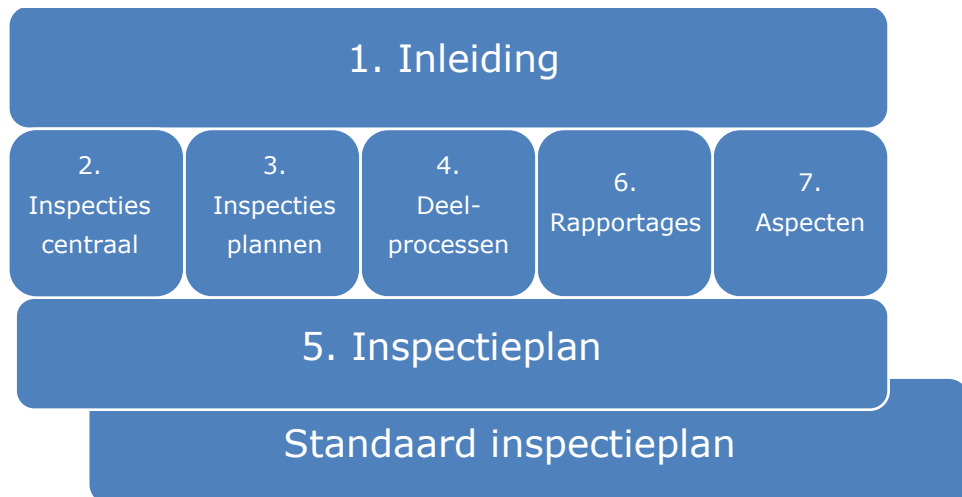 1. Inleiding
2.
Inspecties
centraal
3.
Inspecties
plannen
4.
Deel-
processen
6.
Rapportages
7.
Aspecten
5. Inspectieplan
Standaard inspectieplan